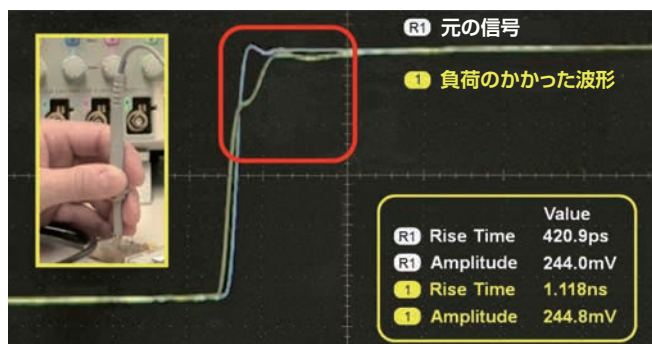 R1 元の信号
1 負荷のかかった波形
Value
R1 Rise Time 420.9ps
R1 Amplitude 244.0mV
1 Rise Time 1.118ns
1 Amplitude 244.8mV